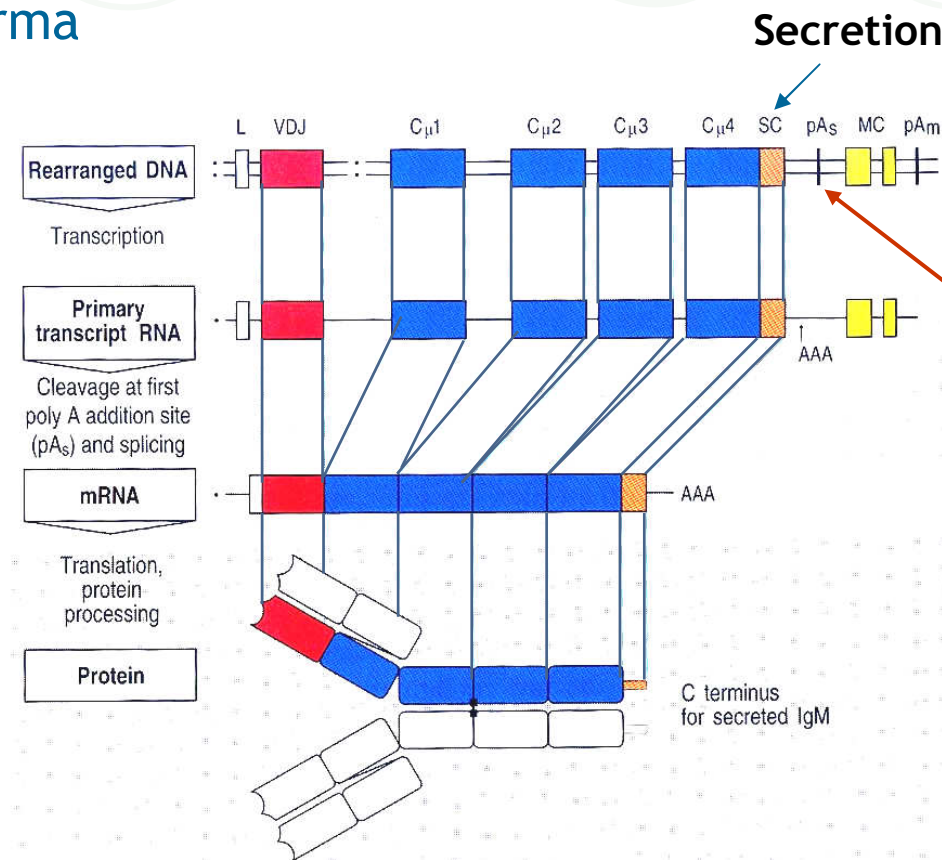 rma
Secretion
L VDJ Cμ1 Cμ2 Cμ3 Cμ4 SC pAs MC pAm
Rearranged DNA
Transcription
Primary
transcript RNA
AAA
Cleavage at first
poly A addition site
(pAs) and splicing
mRNA
AAA
Translation,
protein
processing
Protein
C terminus
for secreted IgM